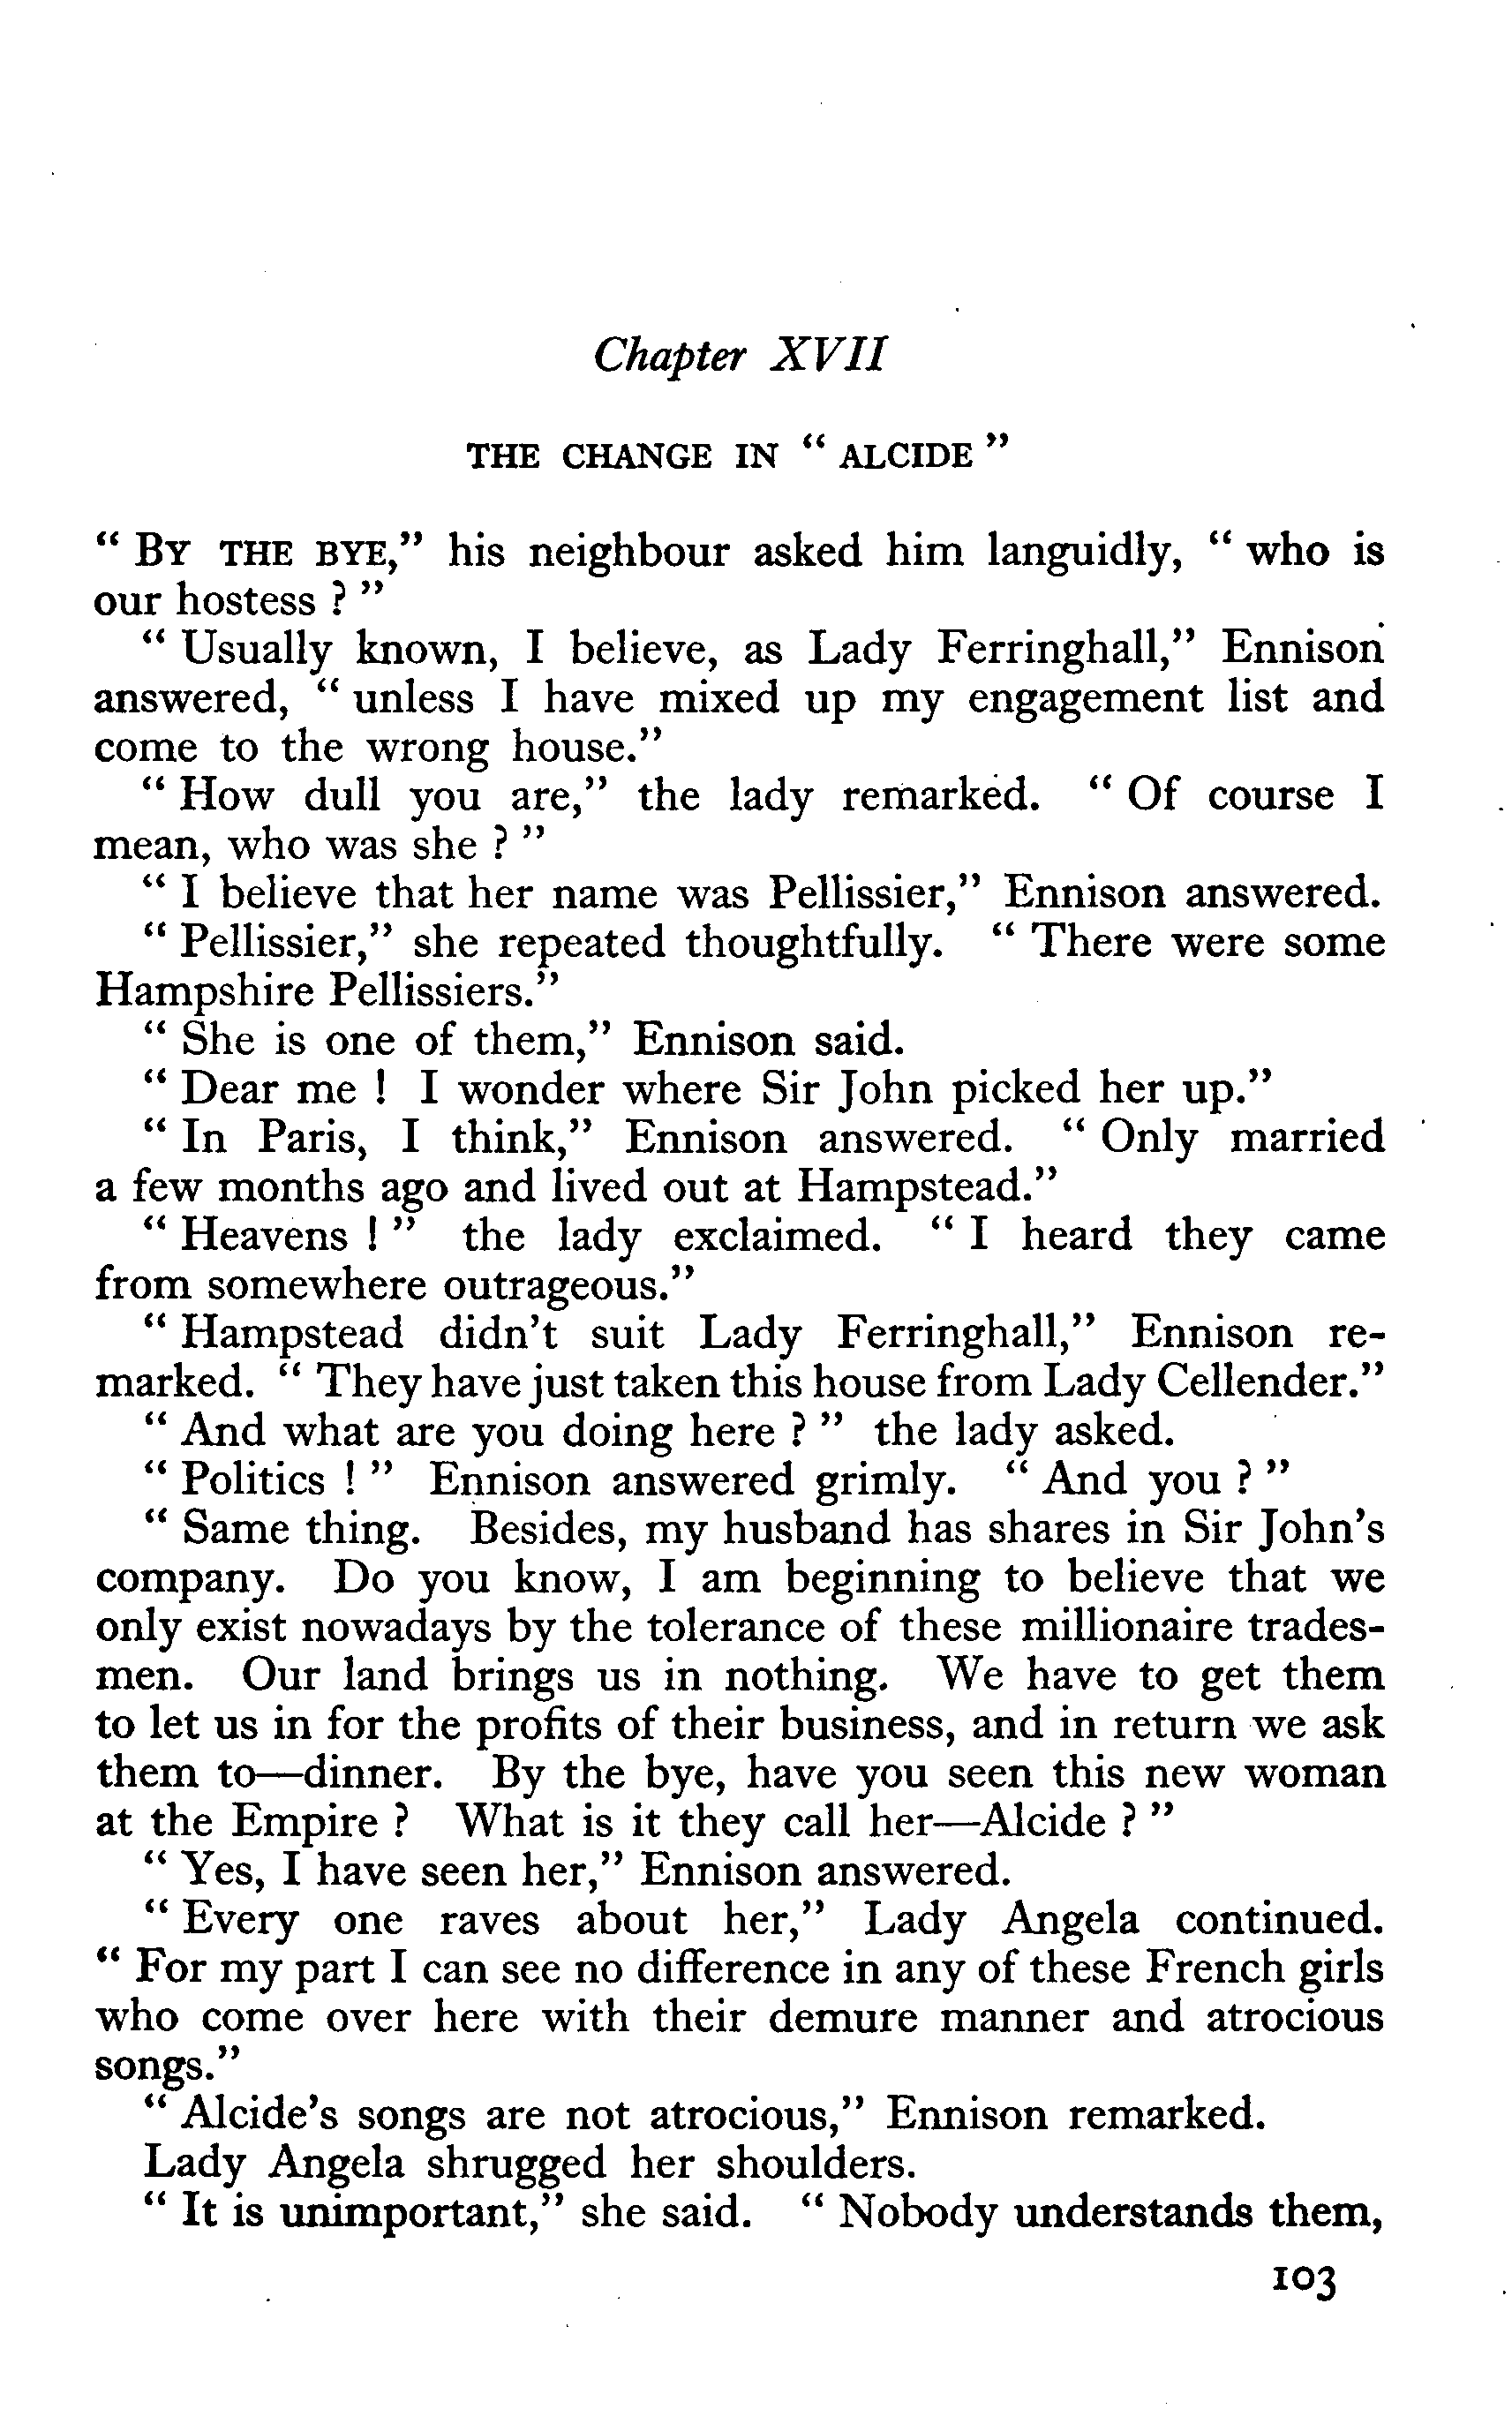 Chapter XVII
THE CHANGE IN “ ALCIDE ”
“ BY THE BYE,” his neighbour asked him languidly, “ who is
our hostess ? ”
“ Usually known, I believe, as Lady Ferringhall,” Ennison
answered, “ unless I have mixed up my engagement list and
come to the wrong house.”
“ How dull you are,” the lady remarked. “ Of course I
mean, who was she ? ”
“ I believe that her name was Pellissier,” Ennison answered.
“ Pellissier,” she repeated thoughtfully. “ There were some
Hampshire Pellissiers.”
“ She is one of them,” Ennison said.
“ Dear me ! I wonder where Sir John picked her up.”
“ In Paris, I think,” Ennison answered. “ Only married
a few months ago and lived out at Hampstead.”
“ Heavens ! ” the lady exclaimed. “ I heard they came
from somewhere outrageous.”
“ Hampstead didn’t suit Lady Ferringhall,” Ennison re-
marked. “ They have just taken this house from Lady Cellender.”
“ And what are you doing here ? ” the lady asked.
“ Politics ! ” Ennison answered grimly. “ And you ? ”
“ Same thing. Besides, my husband has shares in Sir John’s
company. Do you know, I am beginning to believe that we
only exist nowadays by the tolerance of these millionaire trades-
men. Our land brings us in nothing. We have to get them
to let us in for the profits of their business, and in return we ask
them to—dinner. By the bye, have you seen this new woman
at the Empire ? What is it they call her—Alcide ? ”
“ Yes, I have seen her,” Ennison answered.
“ Every one raves about her,” Lady Angela continued.
“ For my part I can see no difference in any of these French girls
who come over here with their demure manner and atrocious
songs.”
“ Alcide’s songs are not atrocious,” Ennison remarked.
Lady Angela shrugged her shoulders.
“ It is unimportant,” she said. “ Nobody understands them,
103